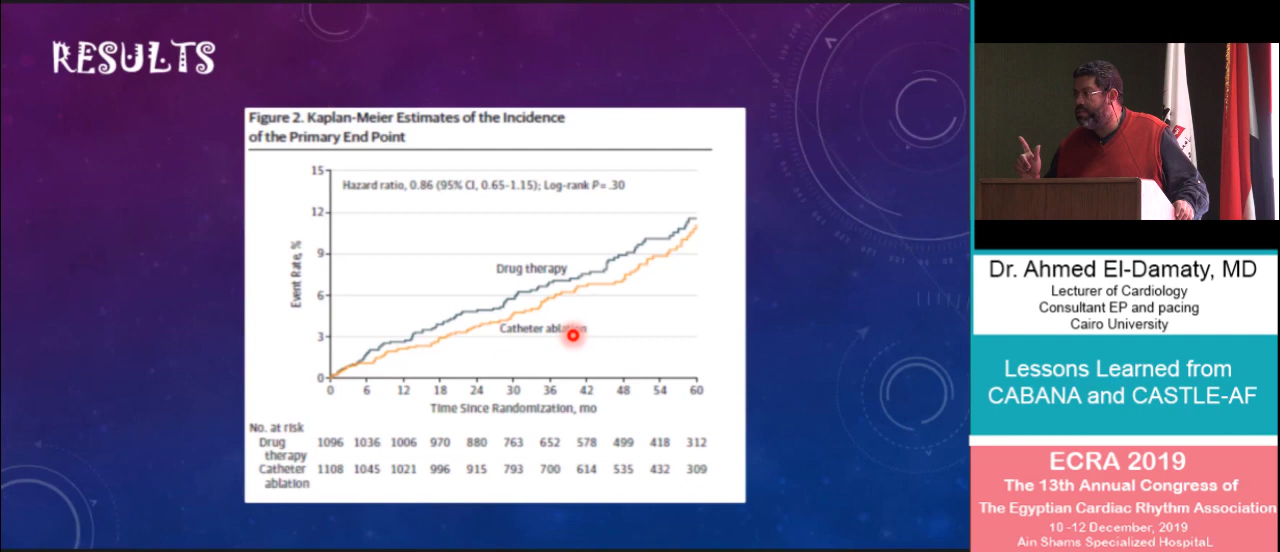 RESULTS
Figure 2. Kaplan-Meier Estimates of the Incidence
of the Primary End Point
Hazard ratio, 0.86 (95% CI, 0.65-1.15); Log-rank P= .30
Event Rate, %
15
12
9
6
3
0
Drug therapy
Catheter ablation
0 6 12 18 24 30 36 42 48 54 60
Time Since Randomization, mo
No. at risk
Drug therapy 1096 1036 1006 970 880 763 652 578 499 418 312
Catheter ablation 1108 1045 1021 996 915 793 700 614 535 432 309
Dr. Ahmed El-Damaty, MD
Lecturer of Cardiology
Consultant EP and pacing
Cairo University
Lessons Learned from
CABANA and CASTLE-AF
ECRA 2019
The 13th Annual Congress of
The Egyptian Cardiac Rhythm Association
10 -12 December, 2019
Ain Shams Specialized HospitaL